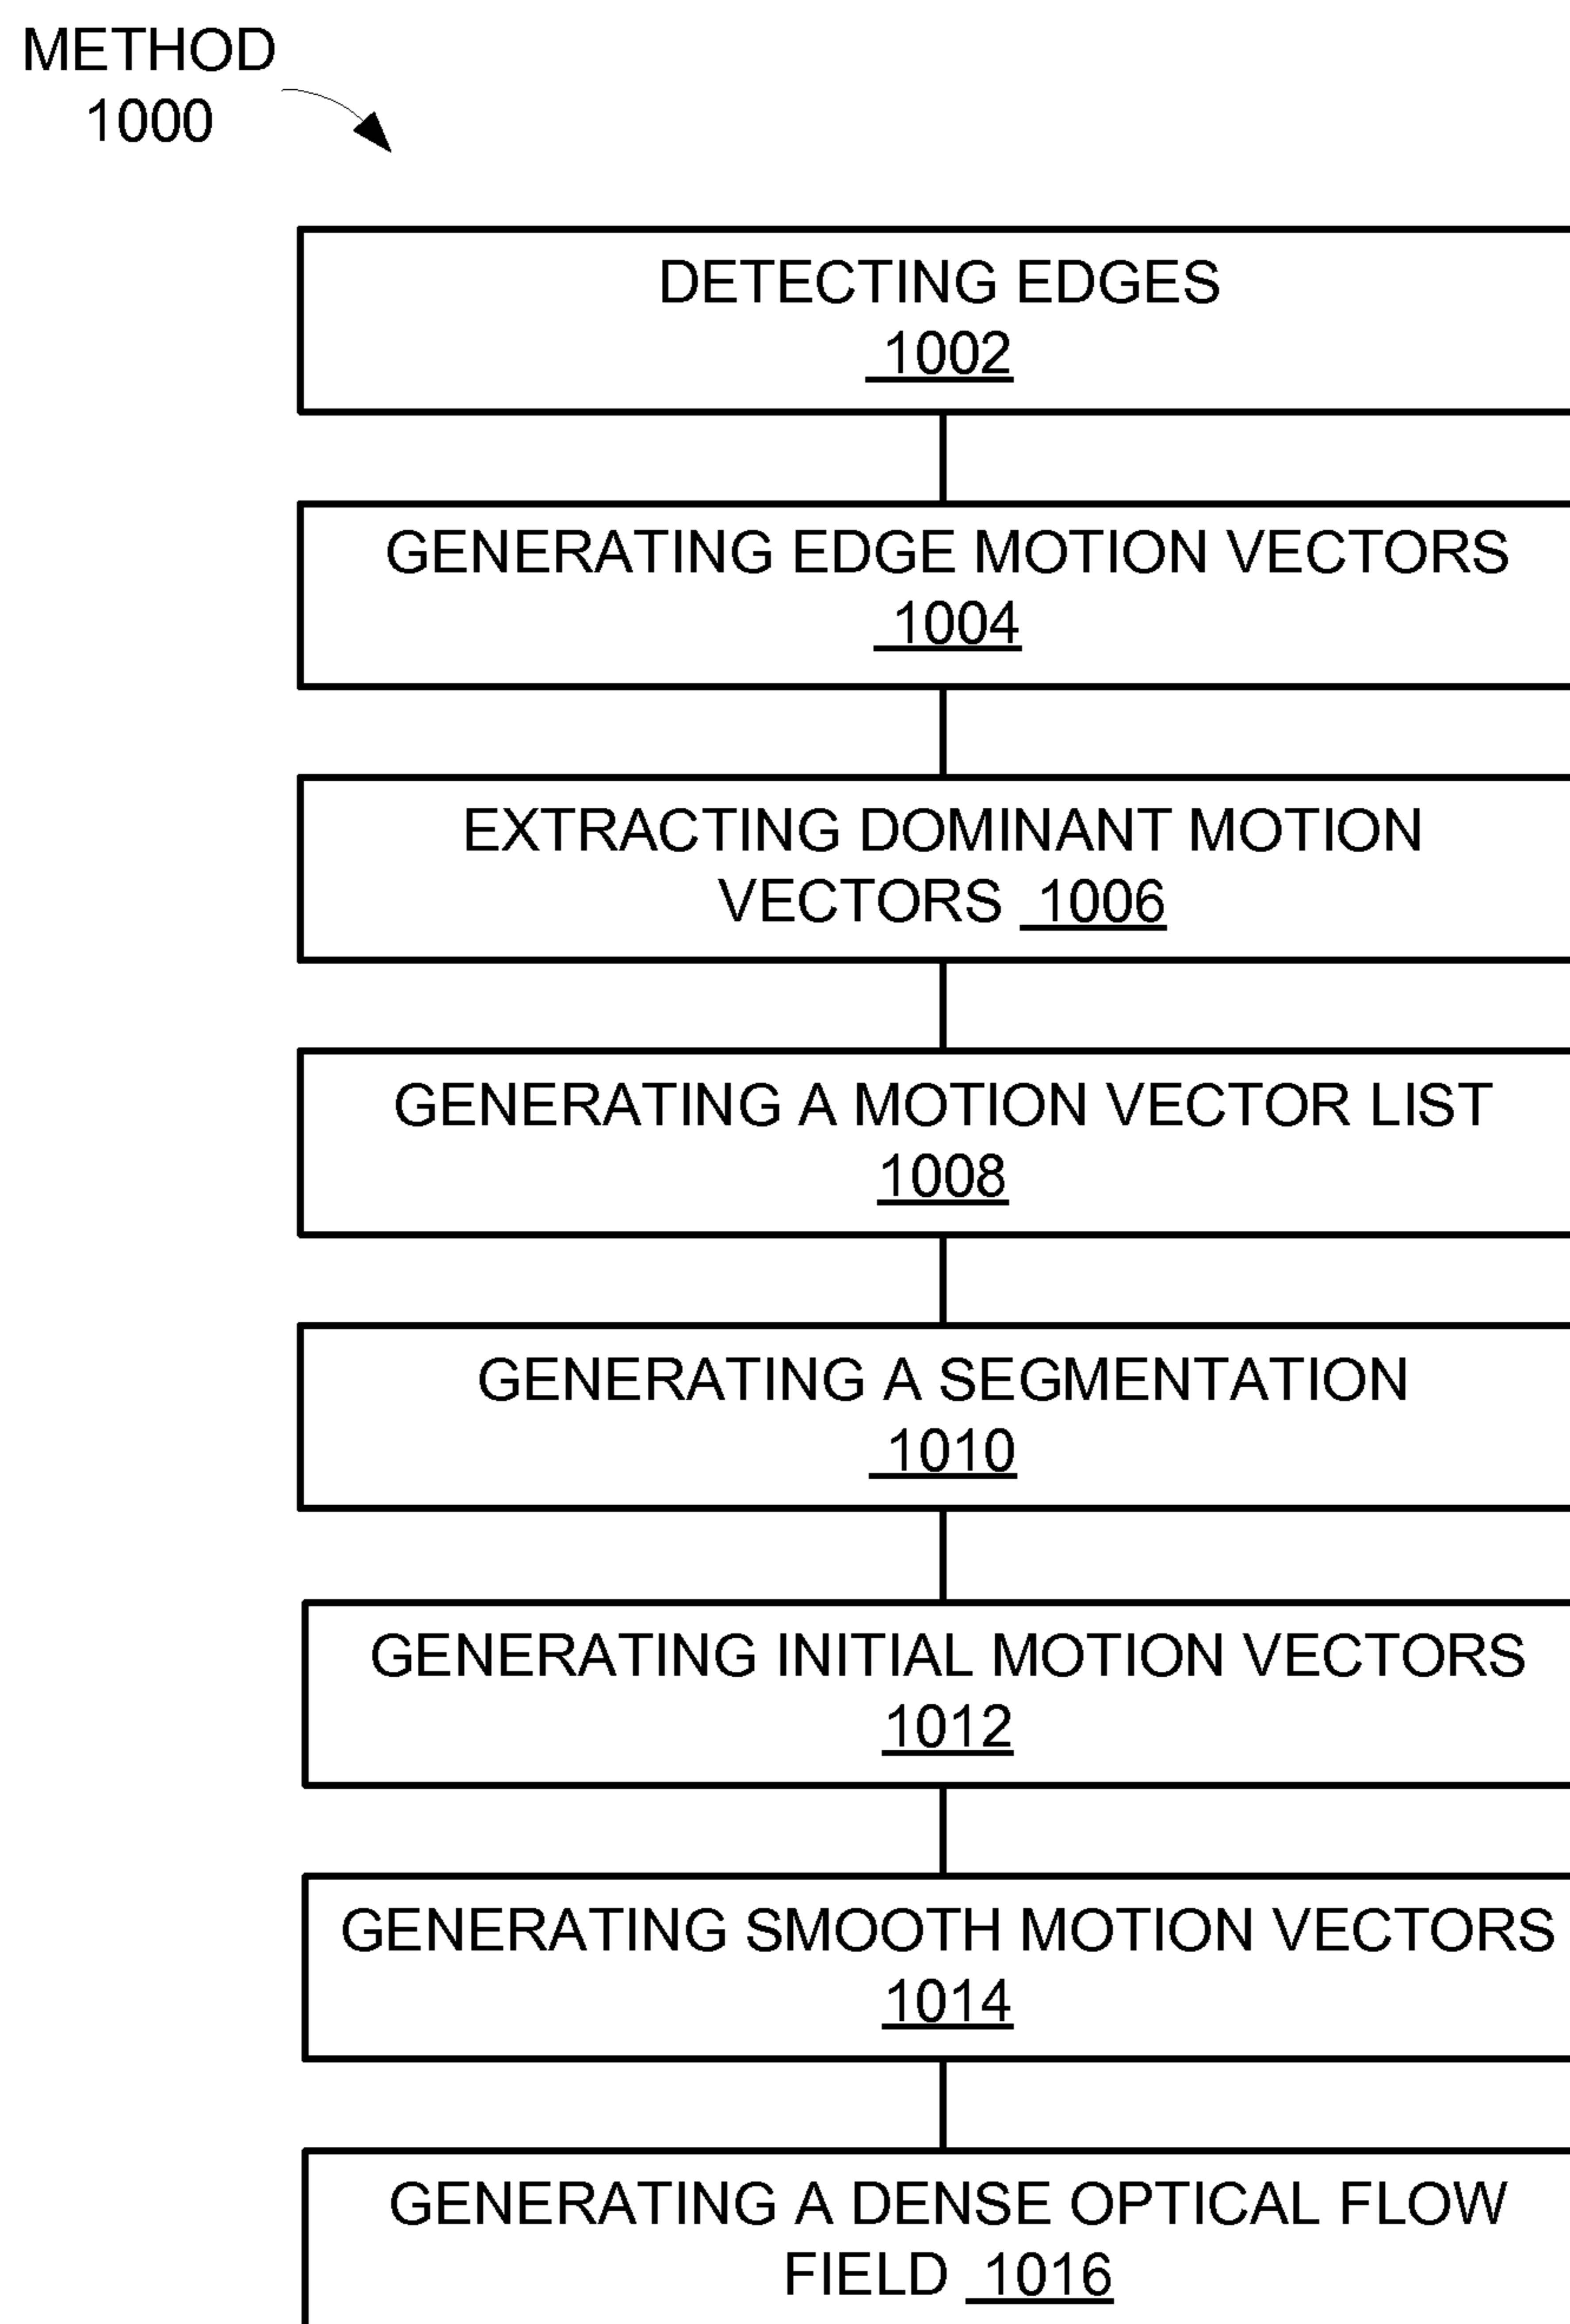 METHOD
1000
DETECTING EDGES
1002
GENERATING EDGE MOTION VECTORS
1004
EXTRACTING DOMINANT MOTION
VECTORS 1006
GENERATING A MOTION VECTOR LIST
1008
GENERATING A SEGMENTATION
1010
GENERATING INITIAL MOTION VECTORS
1012
GENERATING SMOOTH MOTION VECTORS
1014
GENERATING A DENSE OPTICAL FLOW
FIELD 1016